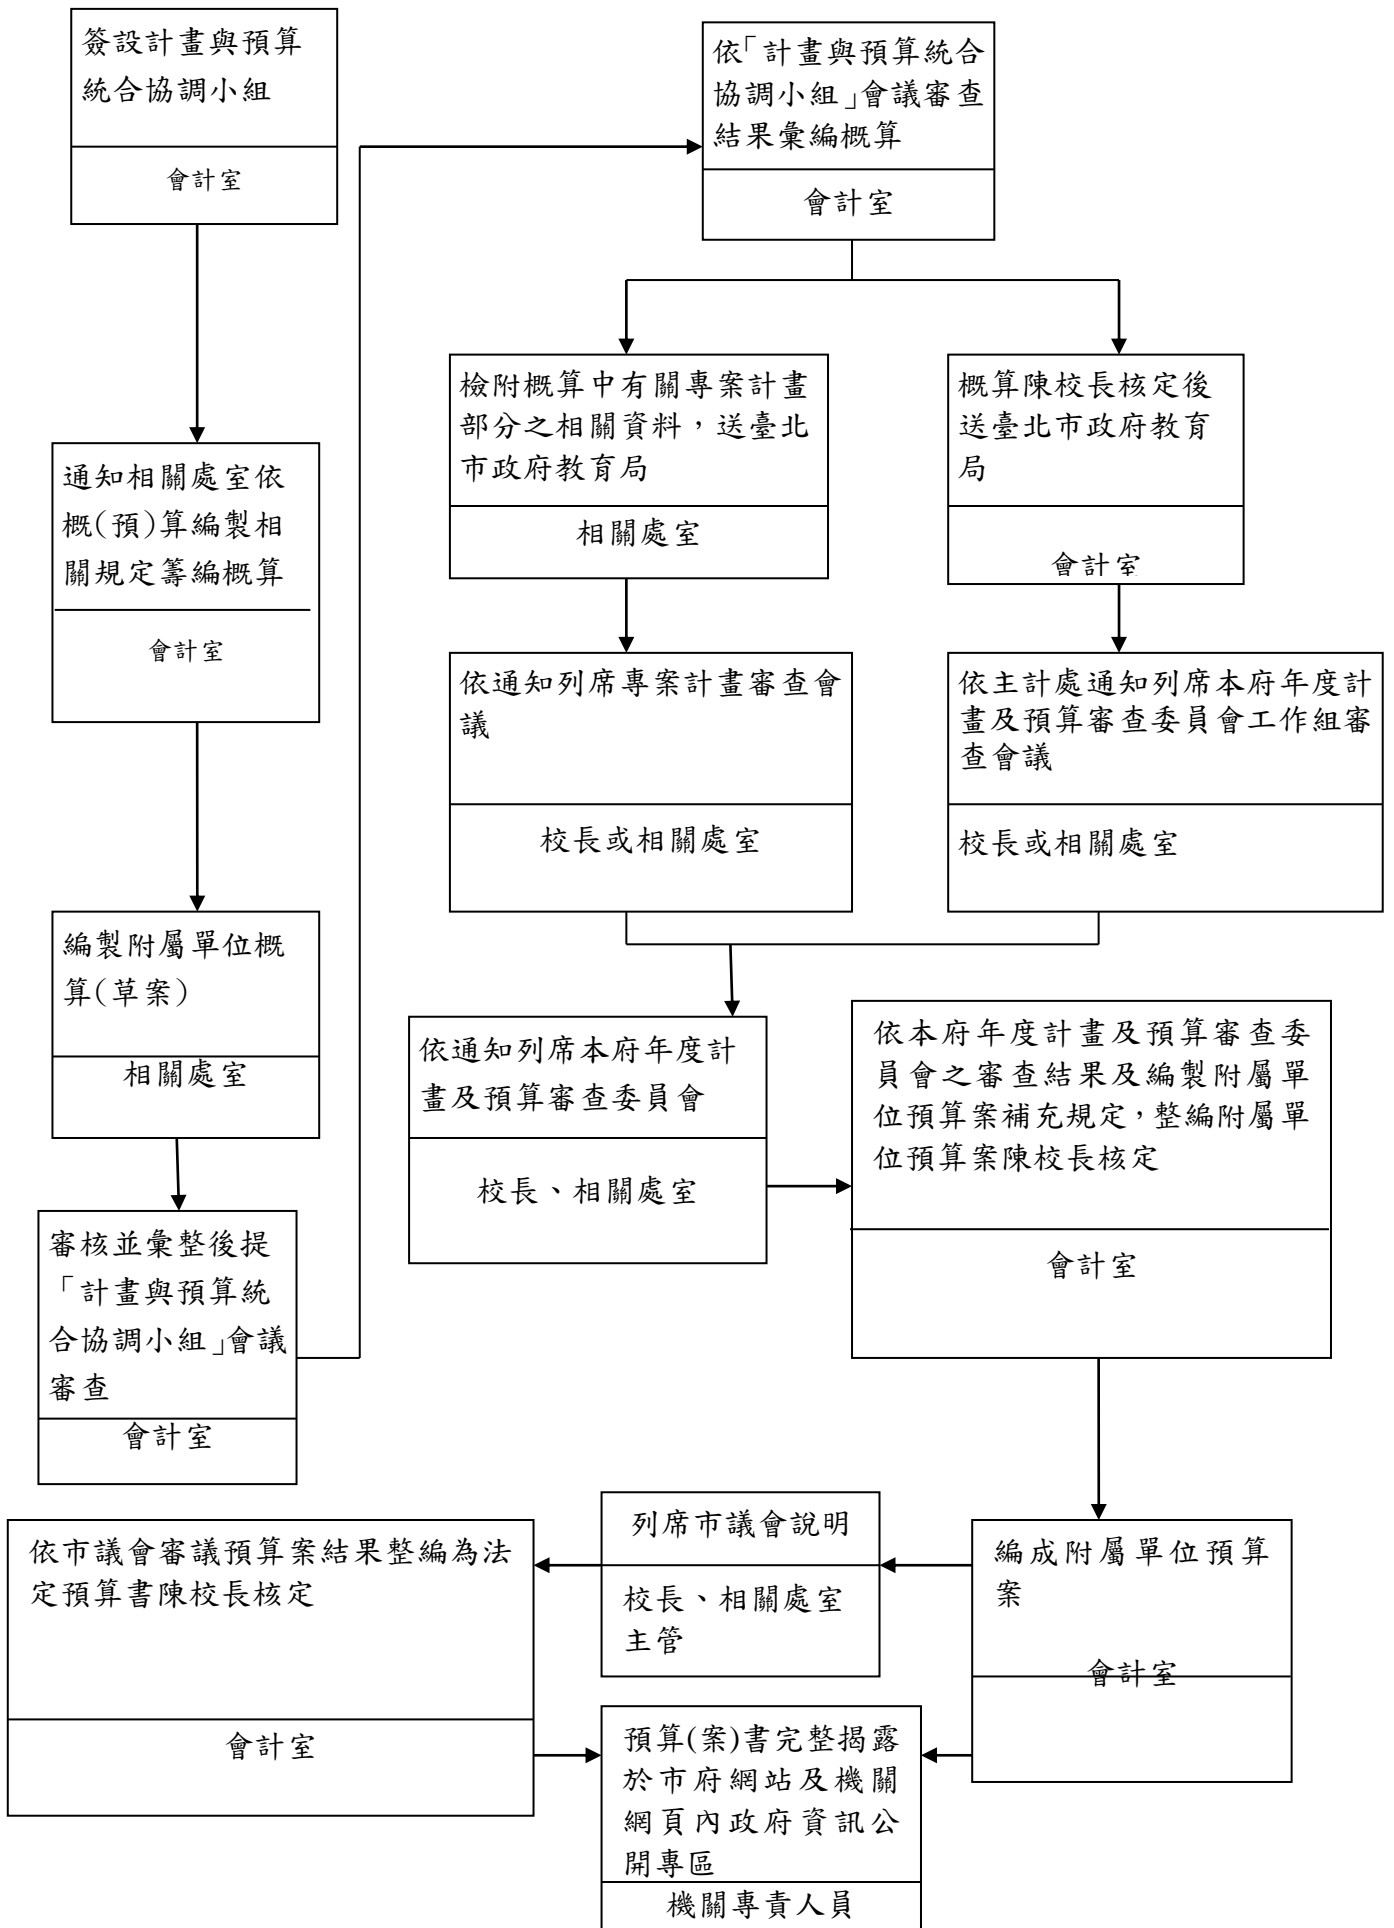 簽設計畫與預算
統合協調小組
會計室
通知相關處室依
概(預)算編製相
關規定籌編概算
會計室
編製附屬單位概
算(草案)
相關處室
審核並彙整後提
「計畫與預算統
合協調小組」會議
審查
會計室
依「計畫與預算統合
協調小組」會議審查
結果彙編概算
會計室
檢附概算中有關專案計畫
部分之相關資料，送臺北
市政府教育局
相關處室
概算陳校長核定後
送臺北市政府教育
局
會計室
依通知列席專案計畫審查會
議
校長或相關處室
依主計處通知列席本府年度計
畫及預算審查委員會工作組審
查會議
校長或相關處室
依通知列席本府年度計
畫及預算審查委員會
校長、相關處室
依本府年度計畫及預算審查委
員會之審查結果及編製附屬單
位預算案補充規定，整編附屬單
位預算案陳校長核定
會計室
編成附屬單位預算
案
會計室
列席市議會說明
校長、相關處室
主管
依市議會審議預算案結果整編為法
定預算書陳校長核定
會計室
預算(案)書完整揭露
於市府網站及機關
網頁內政府資訊公
開專區
機關專責人員